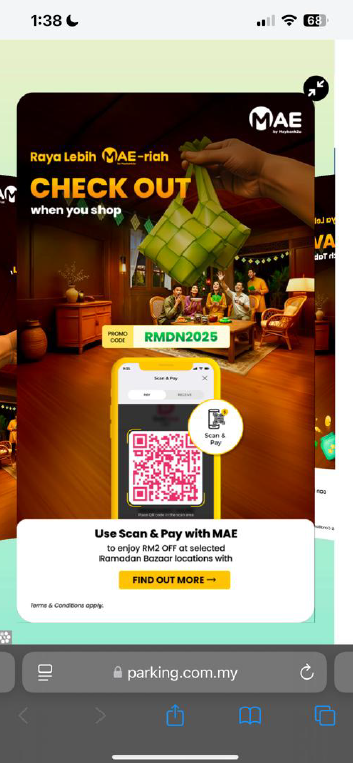 1:38
68
MAE
by Maybank2u
Raya Lebih MAE-riah
CHECK OUT
when you shop
PROMO
CODE
RMDN2025
Scan & Pay
PAY
Scan &
Pay
Use Scan & Pay with MAE
to enjoy RM2 OFF at selected
iRamadan Bazaar locations with
FIND OUT MORE →
Terms & Conditions apply.
parking.com.my